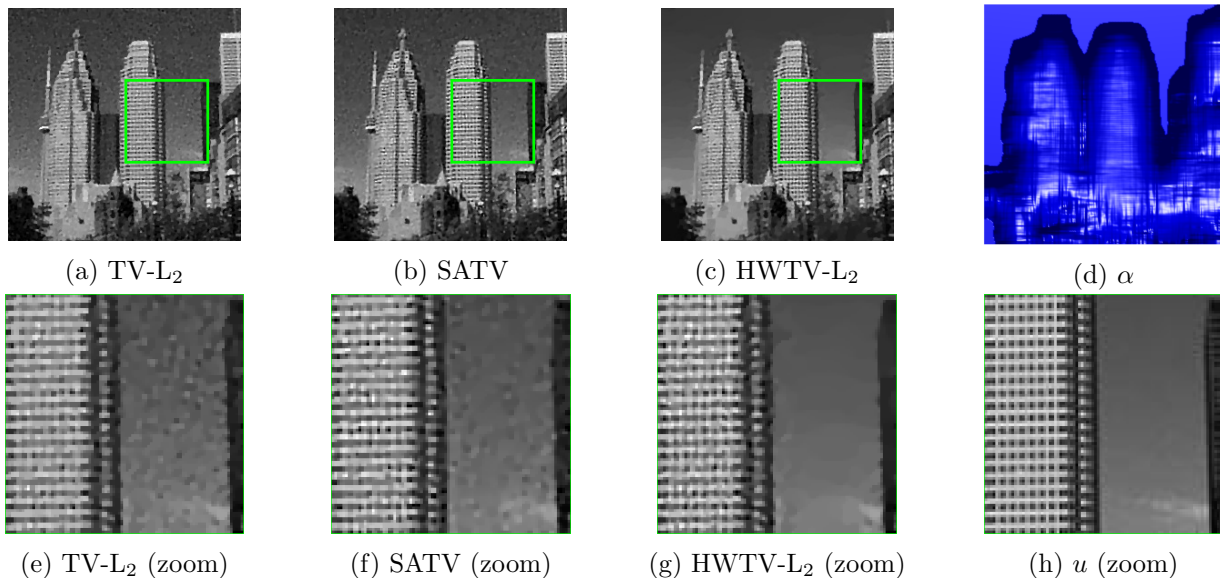 (a) TV-L₂
(b) SATV
(c) HWTV-L₂
(d) α
(e) TV-L₂ (zoom)
(f) SATV (zoom)
(g) HWTV-L₂ (zoom)
(h) u (zoom)